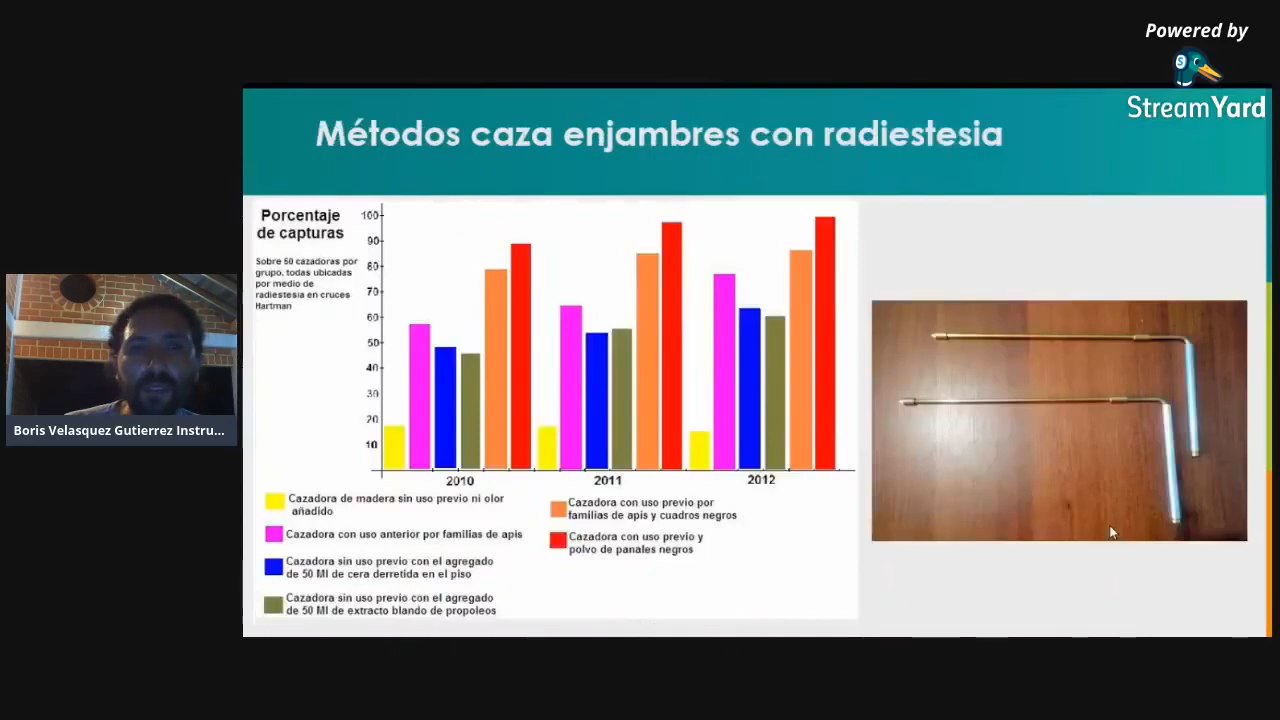 Powered by
StreamYard
Métodos caza enjambres con radiestesia
Porcentaje
de capturas
Sobre 50 cazadoras por
grupo, todas ubicadas
por medio de
radiestesia en cruces
Hartman
100
90
80
70
60
50
40
30
20
10
2010
2011
2012
Cazadora de madera sin uso previo ni olor
añadido
Cazadora con uso anterior por familias de apis
Cazadora sin uso previo con el agregado
de 50 Ml de cera derretida en el piso
Cazadora sin uso previo con el agregado
de 50 Ml de extracto blando de propoleos
Cazadora con uso previo por
familias de apis y cuadros negros
Cazadora con uso previo y
polvo de panales negros
Boris Velasquez Gutierrez Instru...